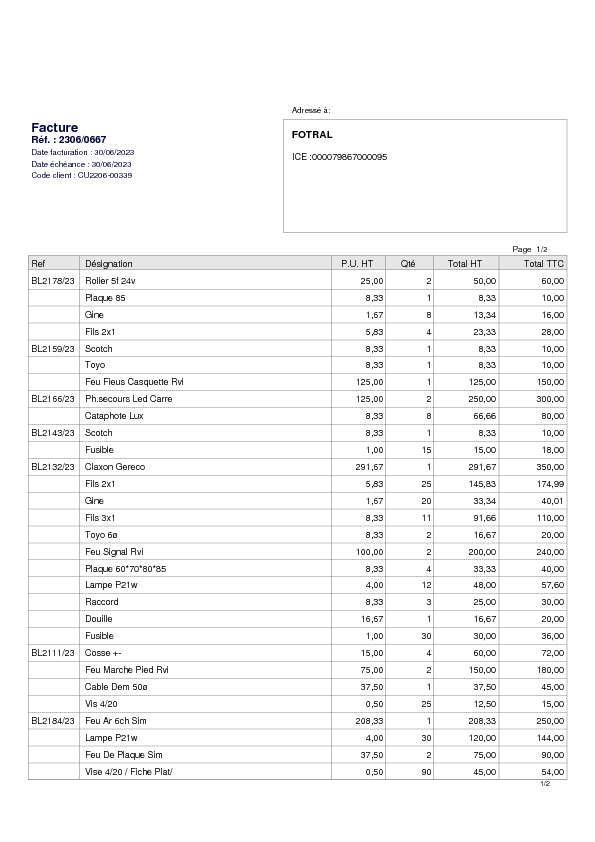 Adressé à:
Facture
Réf. : 2306/0667
Date facturation : 30/06/2023
Date échéance : 30/06/2023
Code client : CU2206-00339
FOTRAL
ICE :000079867000095
Page 1/2
Ref Désignation P.U. HT Qté Total HT Total TTC
BL2178/23 Rolier 5f 24v 25,00 2 50,00 60,00
Plaque 85 8,33 1 8,33 10,00
Gine 1,67 8 13,34 16,00
Fils 2x1 5,83 4 23,33 28,00
BL2159/23 Scotch 8,33 1 8,33 10,00
Toyo 8,33 1 8,33 10,00
Feu Fleus Casquette Rvi 125,00 1 125,00 150,00
BL2166/23 Ph.secours Led Carre 125,00 2 250,00 300,00
Cataphote Lux 8,33 8 66,66 80,00
BL2143/23 Scotch 8,33 1 8,33 10,00
Fusible 1,00 15 15,00 18,00
BL2132/23 Claxon Gereco 291,67 1 291,67 350,00
Fils 2x1 5,83 25 145,83 174,99
Gine 1,67 20 33,34 40,01
Fils 3x1 8,33 11 91,66 110,00
Toyo 6ø 8,33 2 16,67 20,00
Feu Signal Rvi 100,00 2 200,00 240,00
Plaque 60*70*80*85 8,33 4 33,33 40,00
Lampe P21w 4,00 12 48,00 57,60
Raccord 8,33 3 25,00 30,00
Douille 16,67 1 16,67 20,00
Fusible 1,00 30 30,00 36,00
BL2111/23 Cosse +- 15,00 4 60,00 72,00
Feu Marche Pied Rvi 75,00 2 150,00 180,00
Cable Dem 50ø 37,50 1 37,50 45,00
Vis 4/20 0,50 25 12,50 15,00
BL2184/23 Feu Ar 6ch Sim 208,33 1 208,33 250,00
Lampe P21w 4,00 30 120,00 144,00
Feu De Plaque Sim 37,50 2 75,00 90,00
Vise 4/20 / Fiche Plat/ 0,50 90 45,00 54,00
1/2